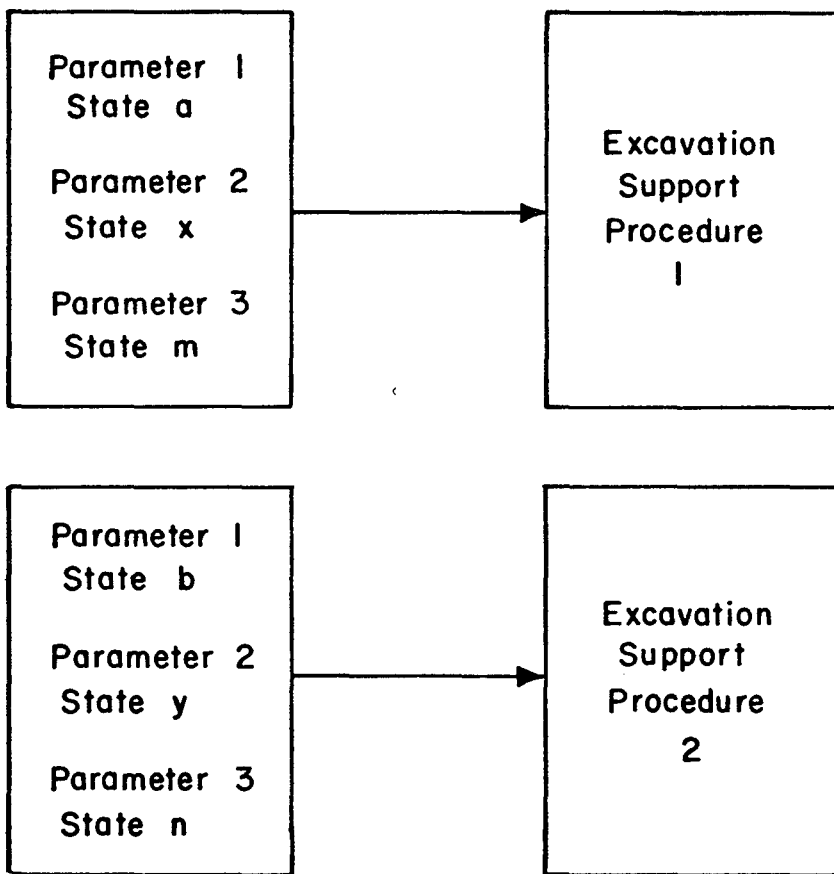 Parameter 1
State a
Parameter 2
State x
Parameter 3
State m
Excavation
Support
Procedure
1
Parameter 1
State b
Parameter 2
State y
Parameter 3
State n
Excavation
Support
Procedure
2